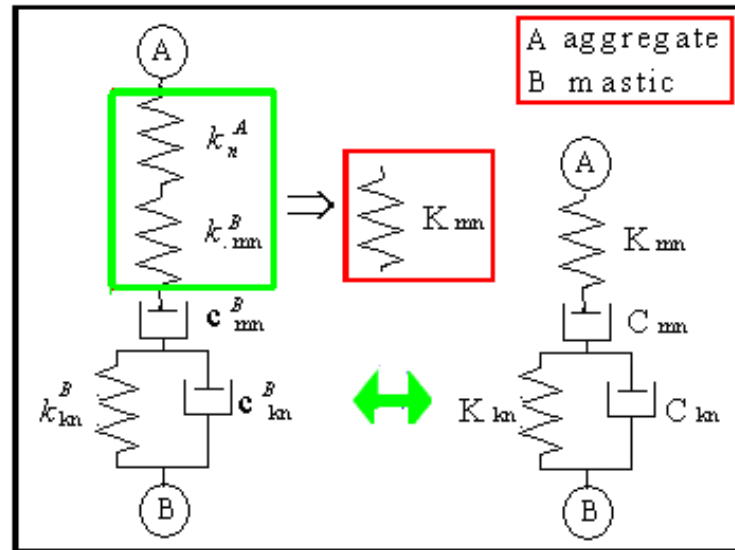 A
A aggregate
B mastic
k_n^A
k_mn^B
K mn
A
K mn
c_mn^B
C mn
k_kn^B
c_kn^B
K kn
C kn
B
B